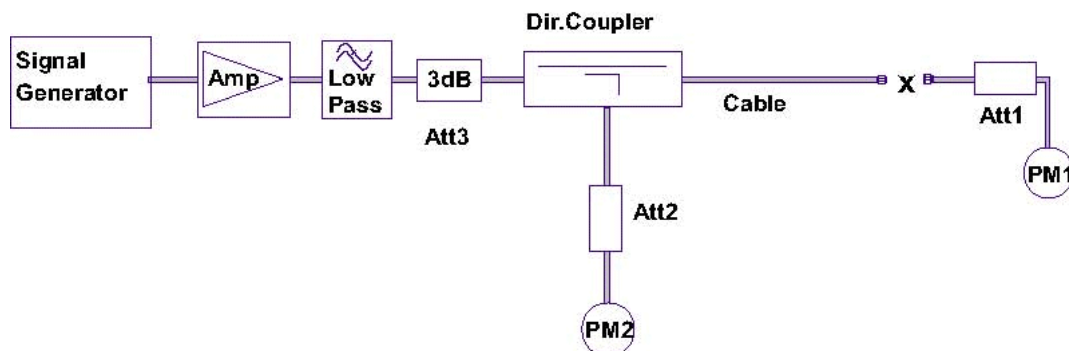 Dir.Coupler
Signal
Generator
Amp
Low
Pass
3dB
Att3
Cable
X
Att1
PM1
Att2
PM2